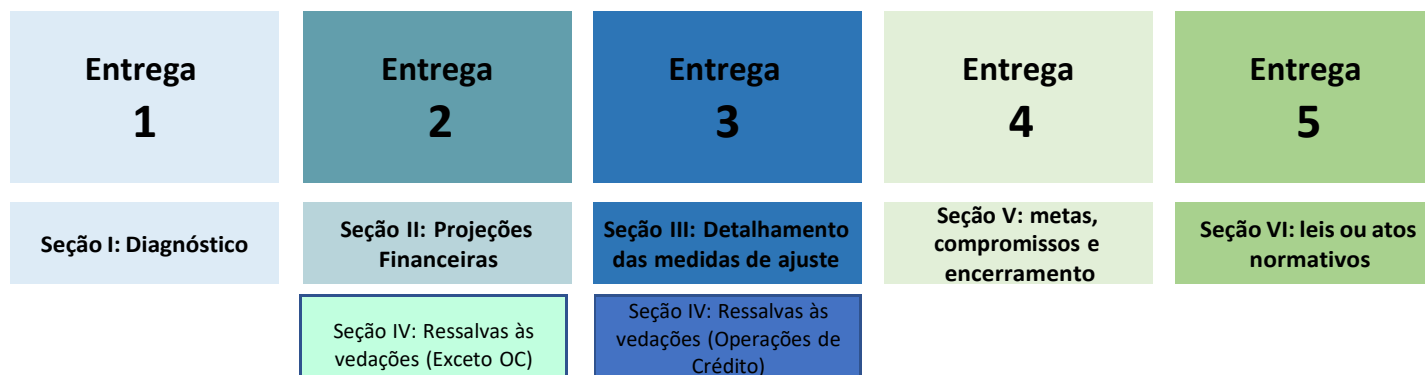 Entrega
1
Entrega
2
Entrega
3
Entrega
4
Entrega
5
Seção I: Diagnóstico
Seção II: Projeções
Financeiras
Seção III: Detalhamento
das medidas de ajuste
Seção V: metas,
compromissos e
encerramento
Seção VI: leis ou atos
normativos
Seção IV: Ressalvas às
vedações (Exceto OC)
Seção IV: Ressalvas às
vedações (Operações de
Crédito)